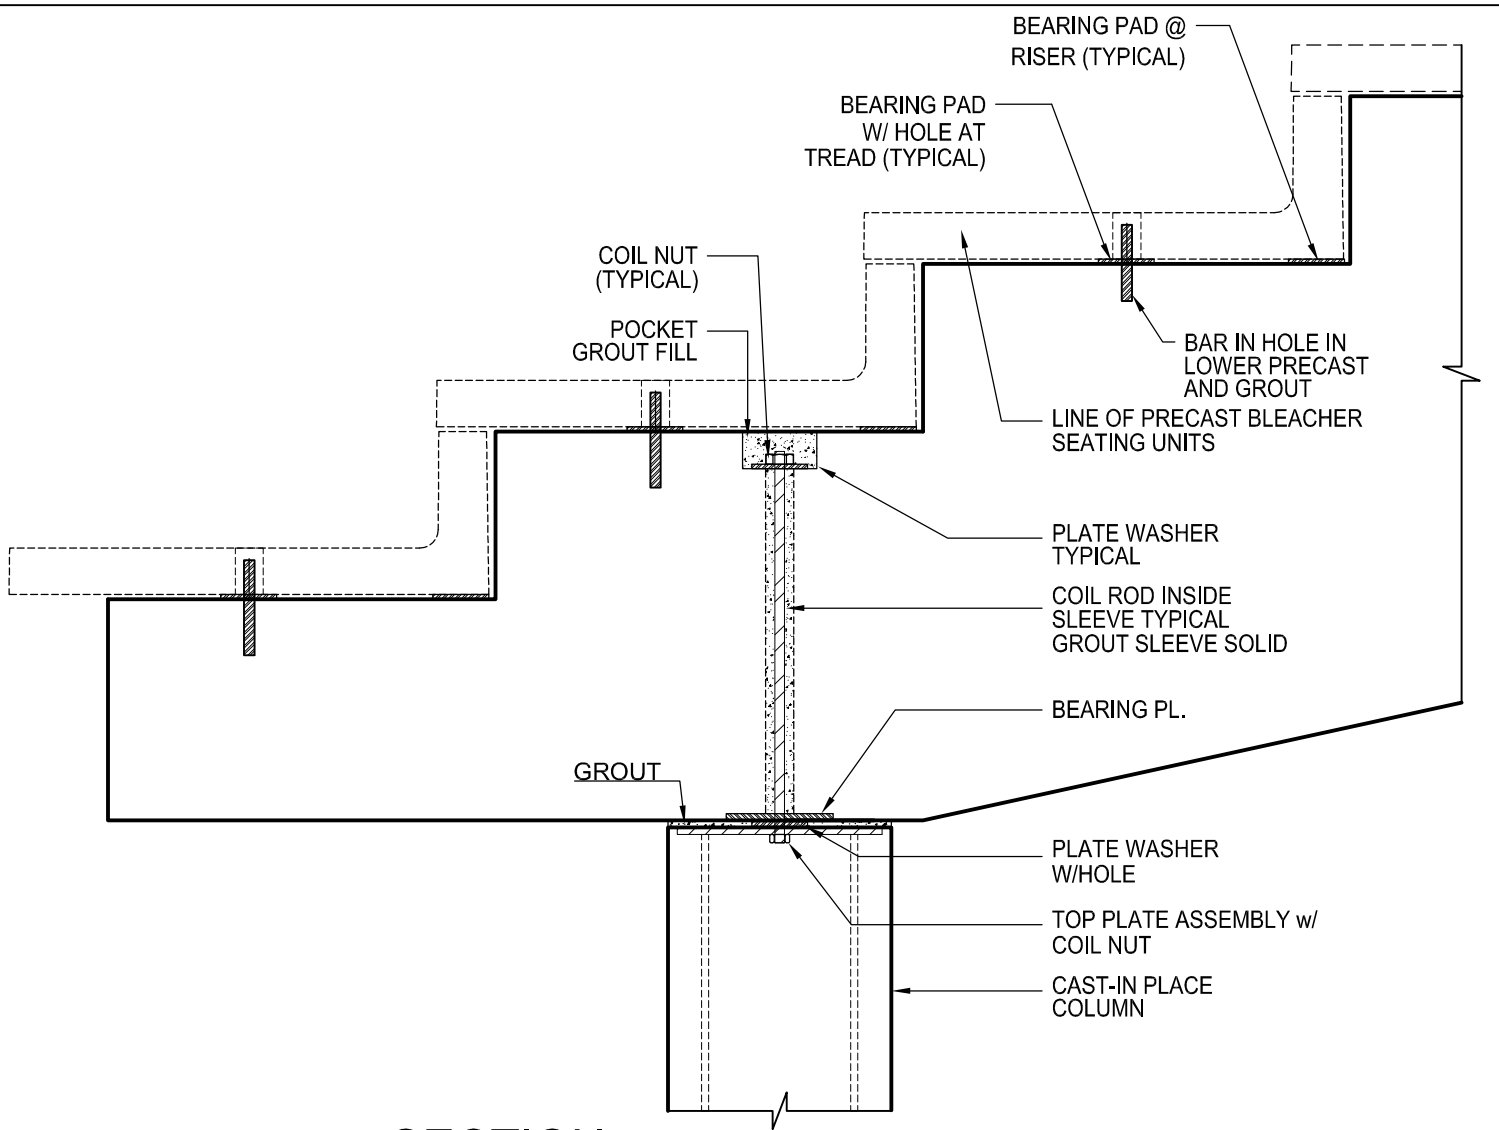 BEARING PAD @
RISER (TYPICAL)
BEARING PAD
W/ HOLE AT
TREAD (TYPICAL)
COIL NUT
(TYPICAL)
POCKET
GROUT FILL
BAR IN HOLE IN
LOWER PRECAST
AND GROUT
LINE OF PRECAST BLEACHER
SEATING UNITS
PLATE WASHER
TYPICAL
COIL ROD INSIDE
SLEEVE TYPICAL
GROUT SLEEVE SOLID
BEARING PL.
GROUT
PLATE WASHER
W/HOLE
TOP PLATE ASSEMBLY w/
COIL NUT
CAST-IN PLACE
COLUMN
SECTION